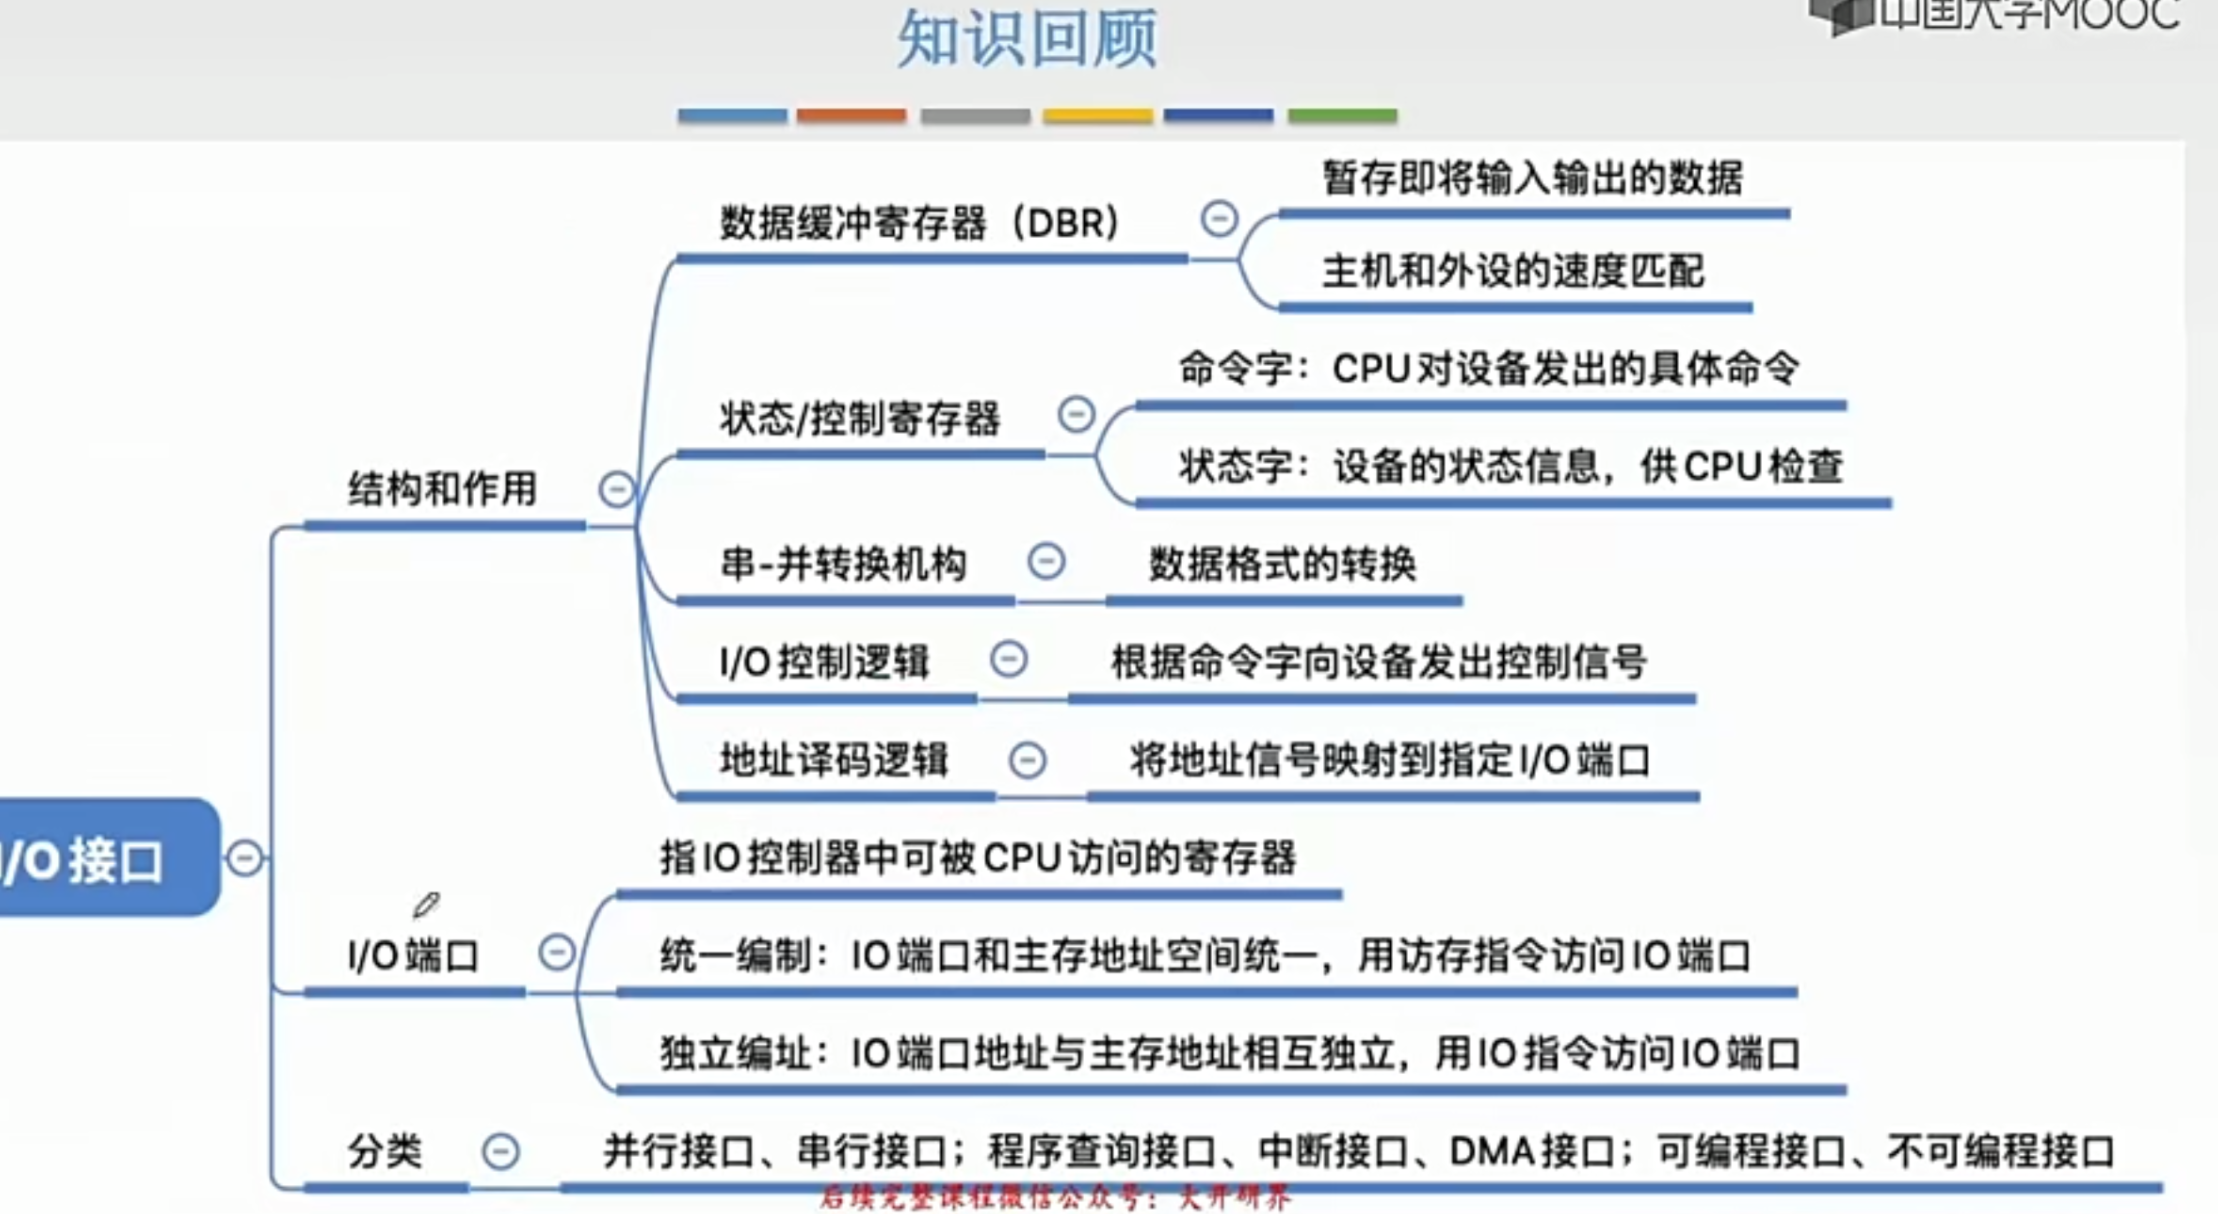 知识回顾
中国大学MOOC
数据缓冲寄存器（DBR）
暂存即将输入输出的数据
主机和外设的速度匹配
状态/控制寄存器
命令字：CPU对设备发出的具体命令
状态字：设备的状态信息，供CPU检查
结构和作用
串-并转换机构
数据格式的转换
I/O控制逻辑
根据命令字向设备发出控制信号
地址译码逻辑
将地址信号映射到指定I/O端口
I/O接口
I/O端口
指IO控制器中可被CPU访问的寄存器
统一编制：IO端口和主存地址空间统一，用访存指令访问IO端口
独立编址：IO端口地址与主存地址相互独立，用IO指令访问IO端口
分类
并行接口、串行接口；程序查询接口、中断接口、DMA接口；可编程接口、不可编程接口
后续完整课程微信公众号：大开研界